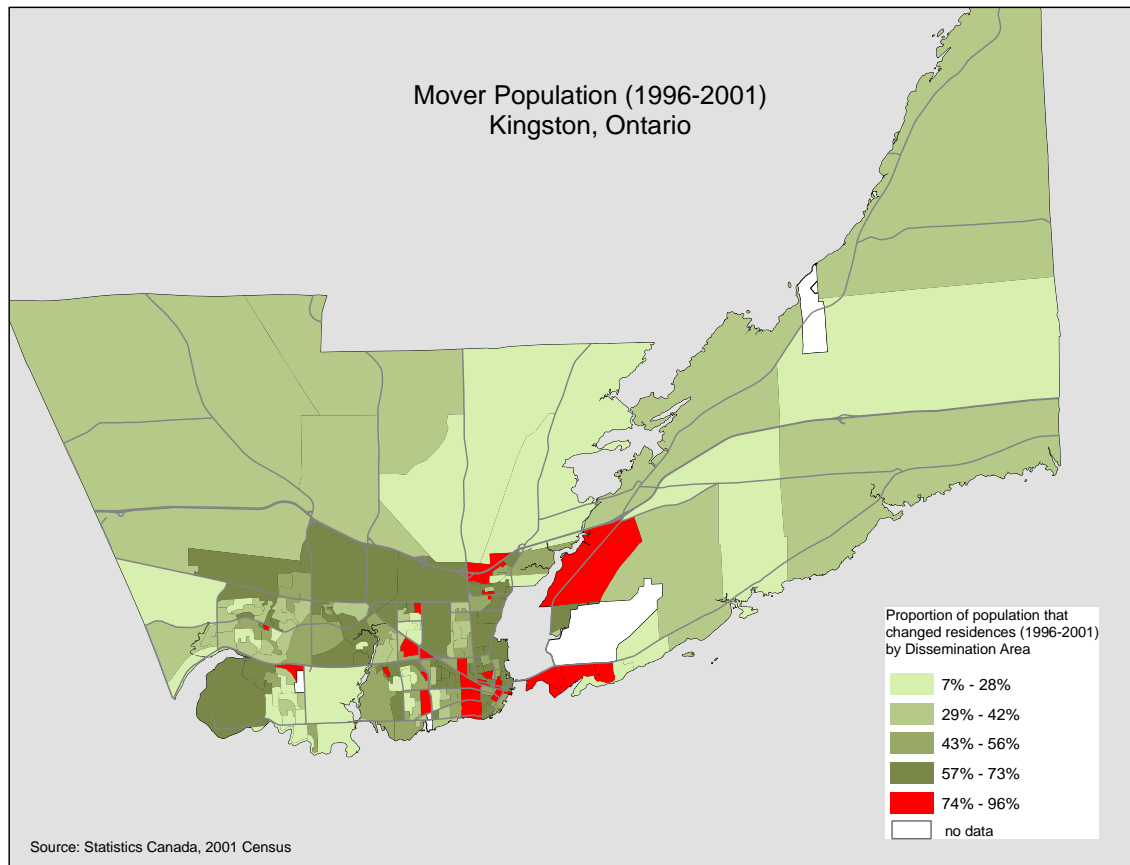 Mover Population (1996-2001)
Kingston, Ontario
Proportion of population that
changed residences (1996-2001)
by Dissemination Area
7% - 28%
29% - 42%
43% - 56%
57% - 73%
74% - 96%
no data
Source: Statistics Canada, 2001 Census